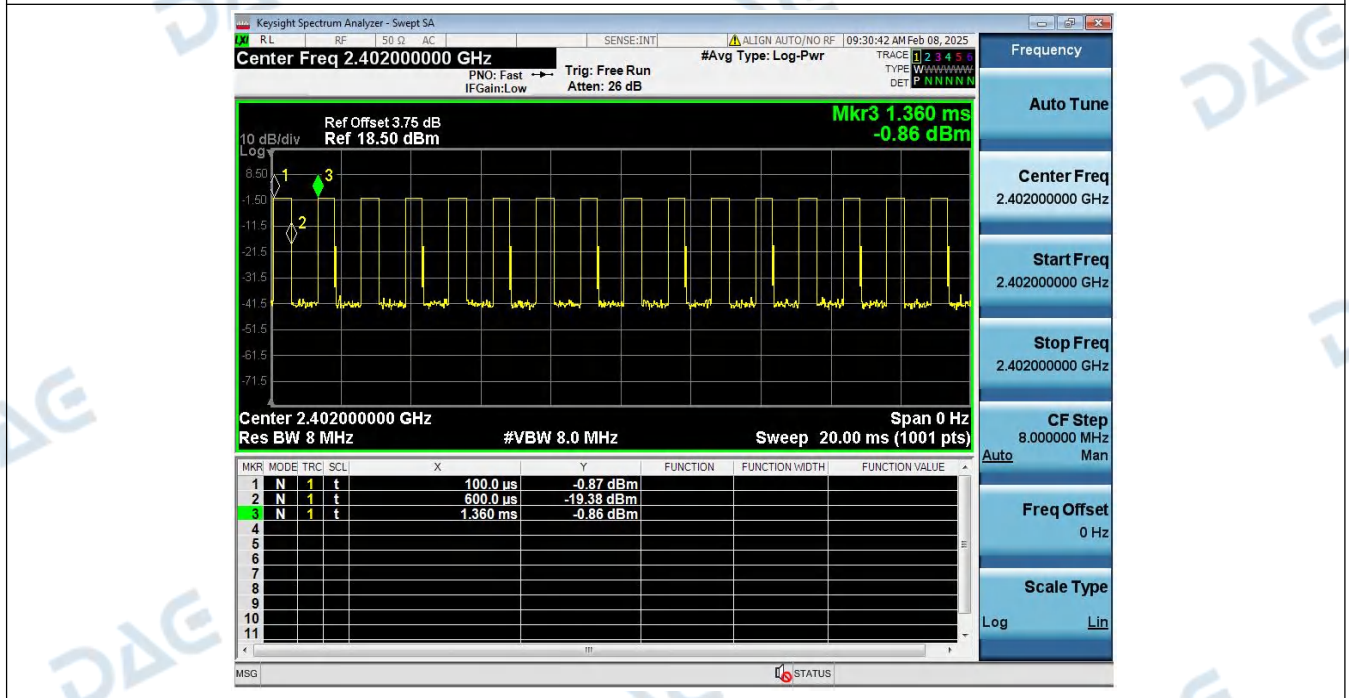 Keysight Spectrum Analyzer - Swept SA
LXI RL RF 50 Ω AC SENSE:INT ALIGN AUTO/NO RF 09:30:42 AM Feb 08, 2025
Center Freq 2.402000000 GHz #Avg Type: Log-Pwr TRACE 1 2 3 4 5 6
PNO: Fast Trig: Free Run TYPE WWWWWW
IFGain:Low Atten: 26 dB DET P N N N N N
Mkr3 1.360 ms
-0.86 dBm
Ref Offset 3.75 dB
10 dB/div Ref 18.50 dBm
Log
8.50
-1.50
-11.5
-21.5
-31.5
-41.5
-51.5
-61.5
-71.5
1
2
3
Center 2.402000000 GHz Span 0 Hz
Res BW 8 MHz #VBW 8.0 MHz Sweep 20.00 ms (1001 pts)
MKR MODE TRC SCL X Y FUNCTION FUNCTION WIDTH FUNCTION VALUE
1 N 1 t 100.0 µs -0.87 dBm
2 N 1 t 600.0 µs -19.38 dBm
3 N 1 t 1.360 ms -0.86 dBm
4
5
6
7
8
9
10
11
MSG STATUS
Frequency
Auto Tune
Center Freq
2.402000000 GHz
Start Freq
2.402000000 GHz
Stop Freq
2.402000000 GHz
CF Step
8.000000 MHz
Auto Man
Freq Offset
0 Hz
Scale Type
Log Lin
DAG
DAG